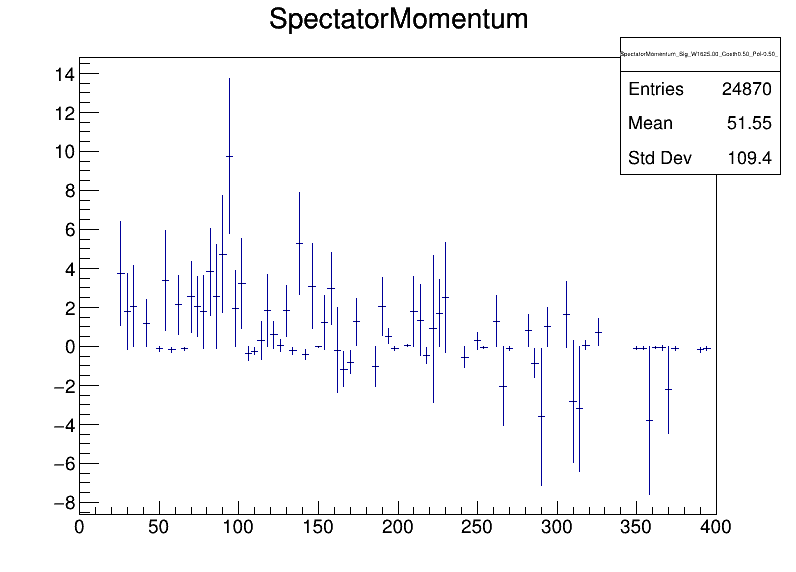 SpectatorMomentum
SpectatorMomentum_Sig_W1625.00_Costh0.50_Pol-0.50_
Entries 24870
Mean 51.55
Std Dev 109.4
14
12
10
8
6
4
2
0
−2
−4
−6
−8
0 50 100 150 200 250 300 350 400